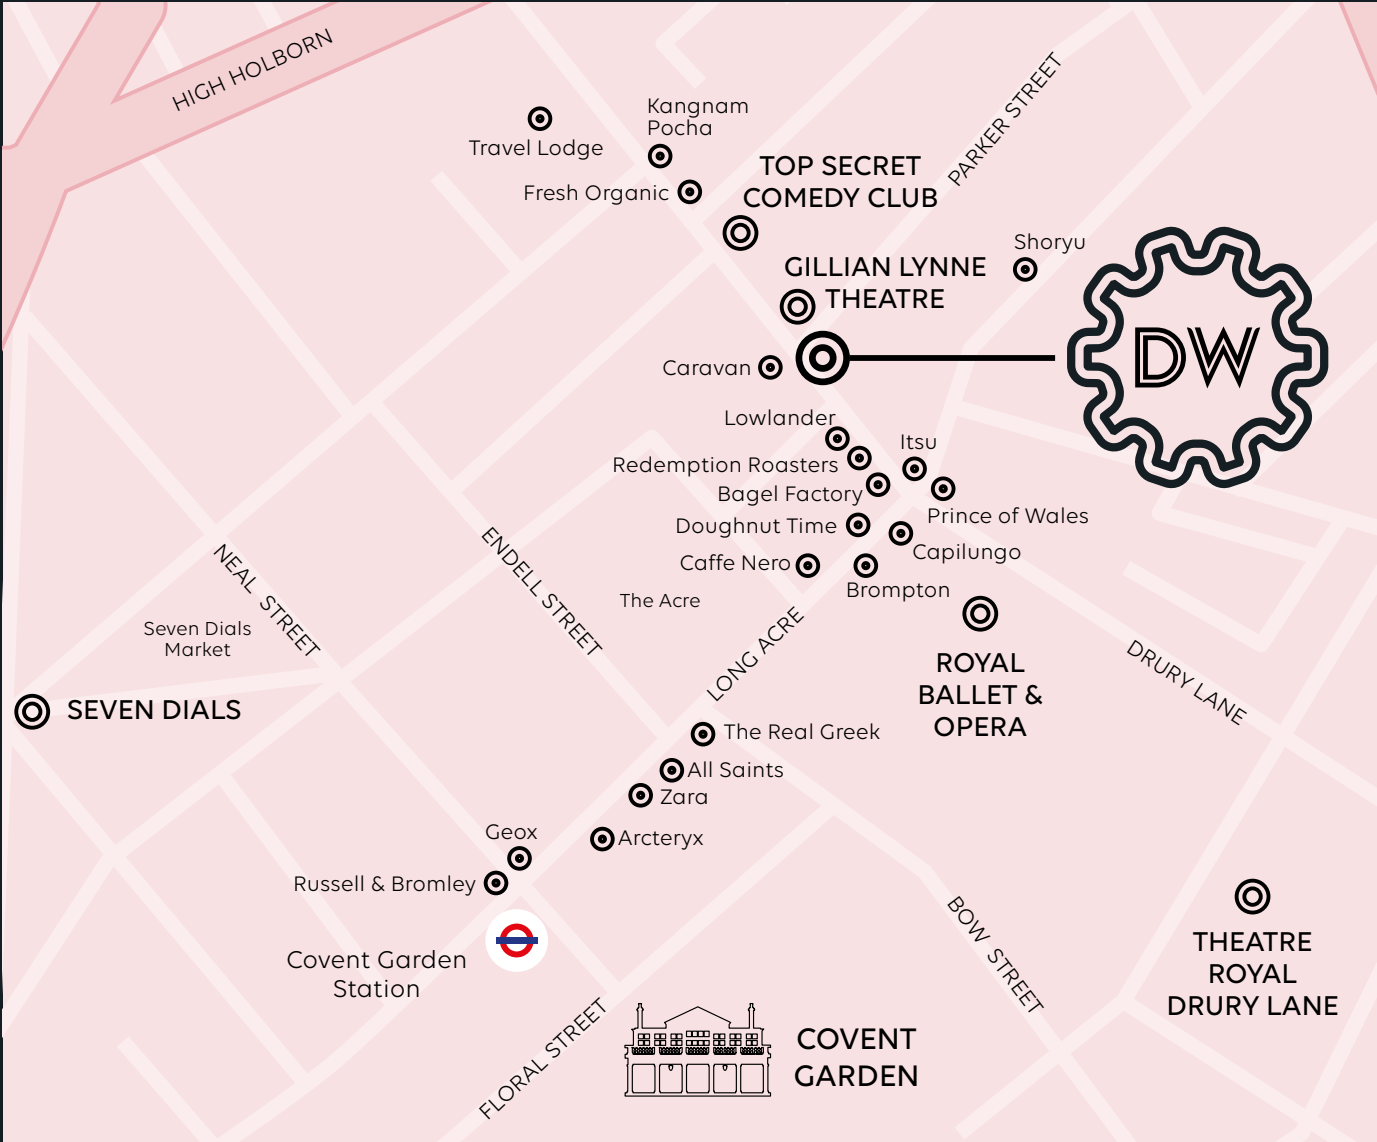 HIGH HOLBORN
Kangnam
Pocha
Travel Lodge
Fresh Organic
TOP SECRET
COMEDY CLUB
PARKER STREET
Shoryu
GILLIAN LYNNE
THEATRE
DW
Caravan
Lowlander
Itsu
Redemption Roasters
Bagel Factory
Prince of Wales
Doughnut Time
Capilungo
Caffe Nero
Brompton
The Acre
NEAL STREET
ENDELL STREET
Seven Dials
Market
LONG ACRE
ROYAL
BALLET &
OPERA
DRURY LANE
SEVEN DIALS
The Real Greek
All Saints
Zara
Geox
Arcteryx
Russell & Bromley
Covent Garden
Station
BOW STREET
THEATRE
ROYAL
DRURY LANE
FLORAL STREET
COVENT
GARDEN